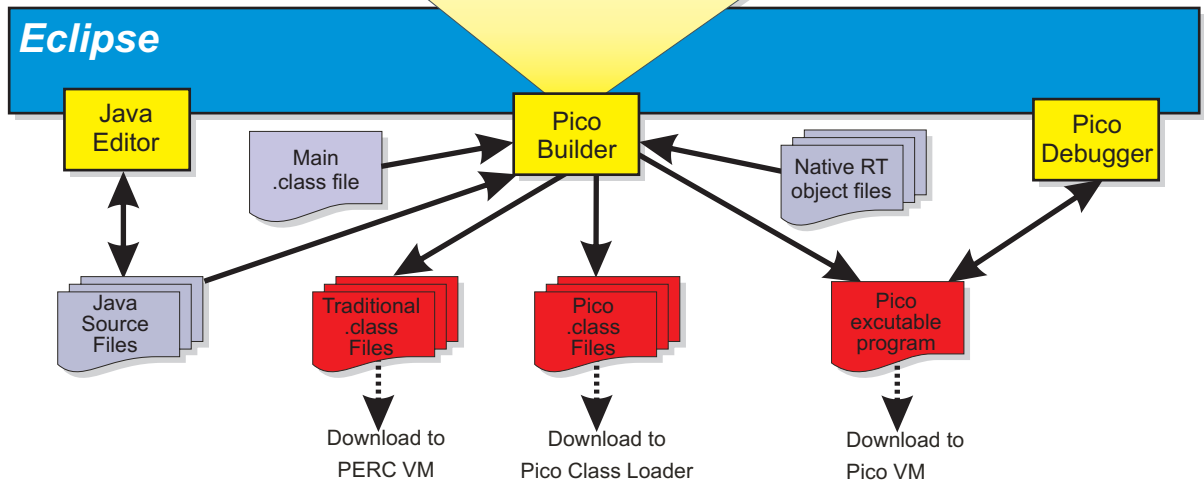 Eclipse
Java
Editor
Main
.class file
Pico
Builder
Native RT
object files
Pico
Debugger
Java
Source
Files
Traditional
.class
Files
Pico
.class
Files
Pico
excutable
program
Download to
PERC VM
Download to
Pico Class Loader
Download to
Pico VM